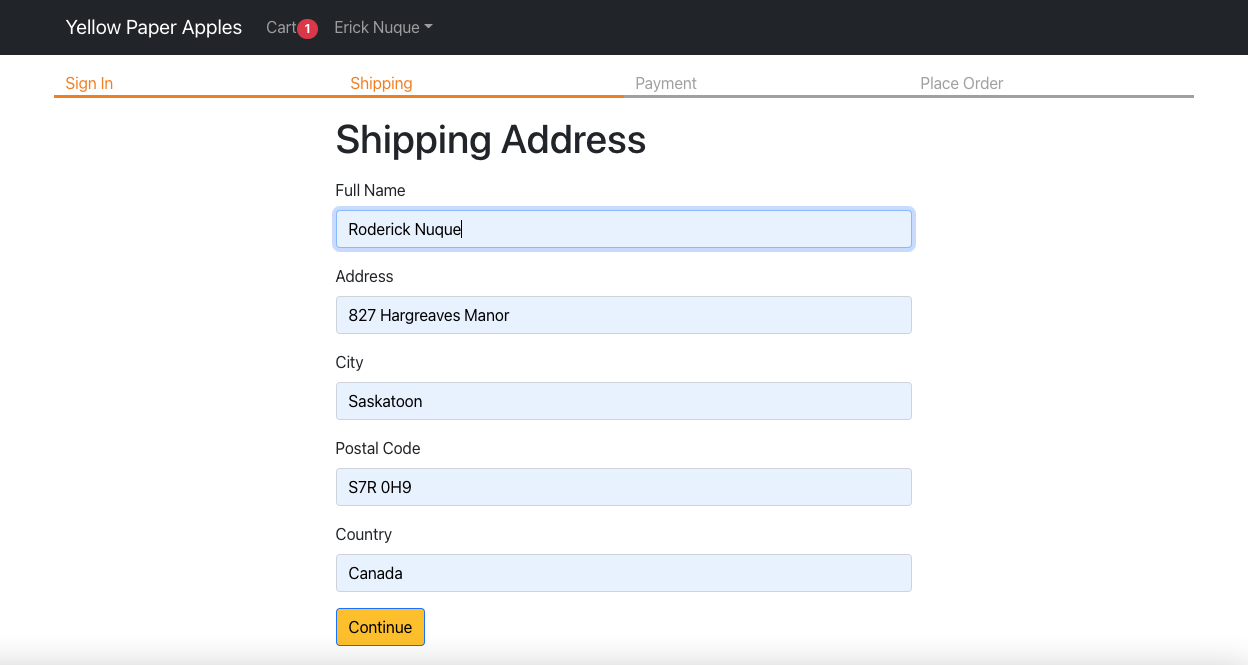 Yellow Paper Apples Cart 1 Erick Nuque
Sign In Shipping Payment Place Order
Shipping Address
Full Name
Roderick Nuque
Address
827 Hargreaves Manor
City
Saskatoon
Postal Code
S7R 0H9
Country
Canada
Continue